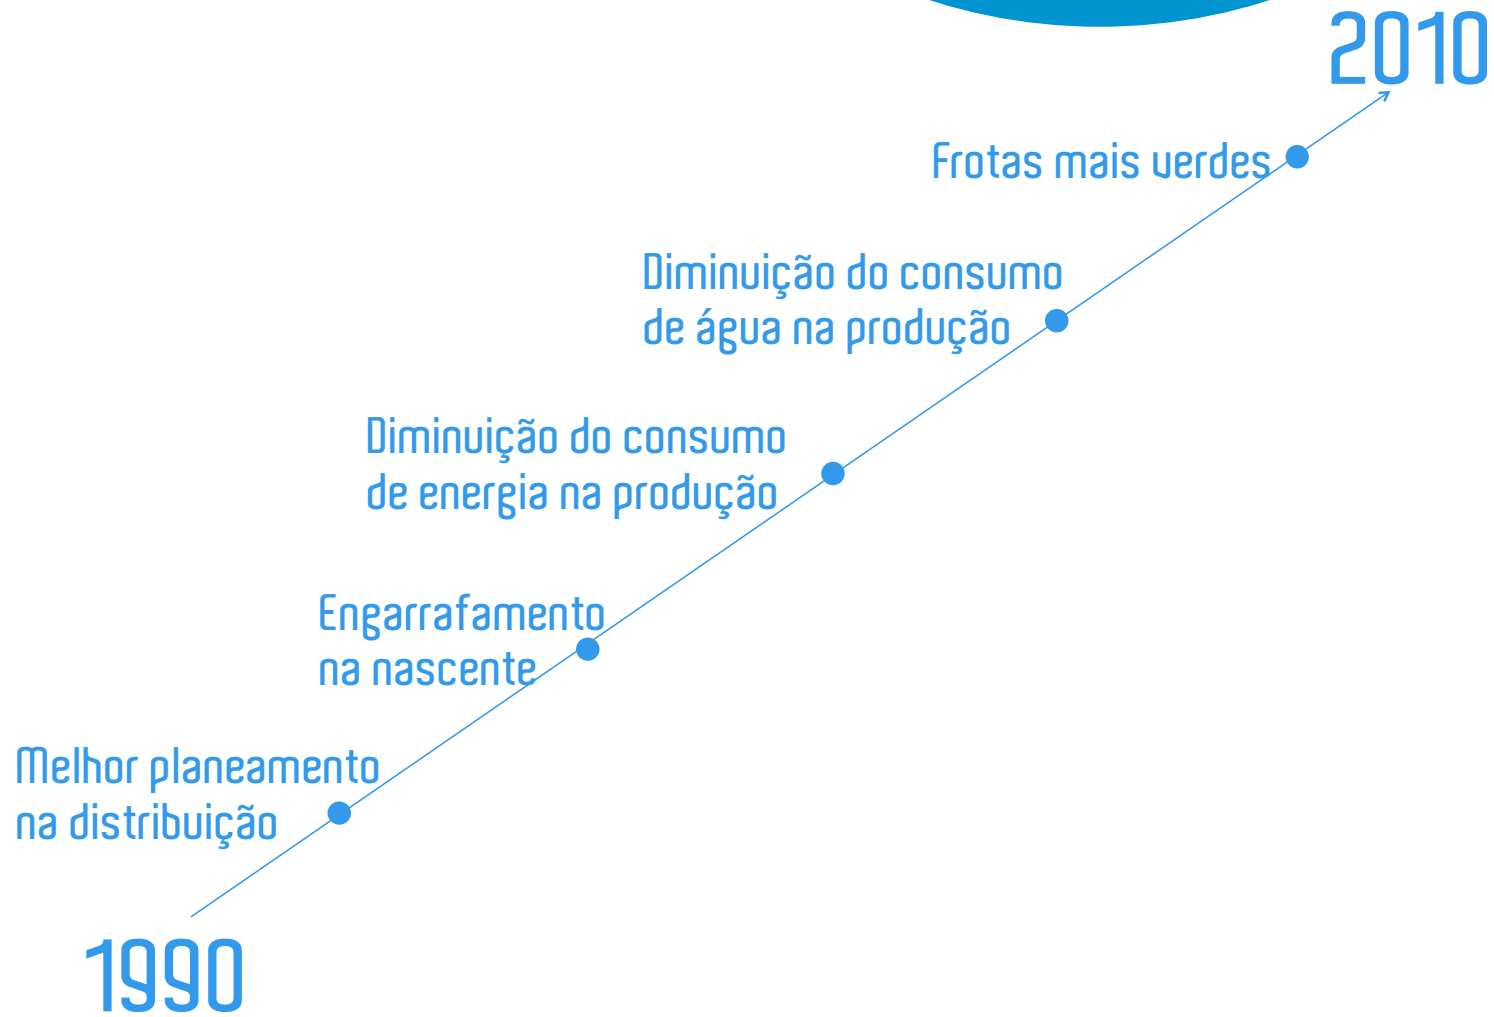 2010
Frotas mais verdes
Diminuição do consumo
de água na produção
Diminuição do consumo
de energia na produção
Engarrafamento
na nascente
Melhor planeamento
na distribuição
1990